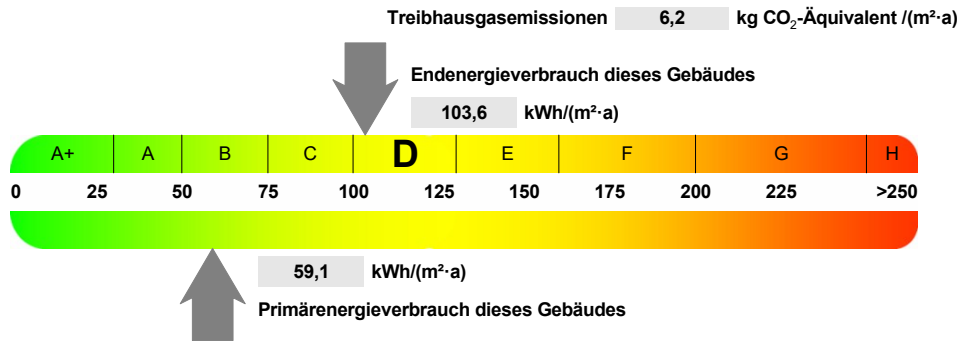 Treibhausgasemissionen 6,2 kg CO₂-Äquivalent /(m²·a)
Endenergieverbrauch dieses Gebäudes
103,6 kWh/(m²·a)
A+ A B C D E F G H
0 25 50 75 100 125 150 175 200 225 >250
59,1 kWh/(m²·a)
Primärenergieverbrauch dieses Gebäudes